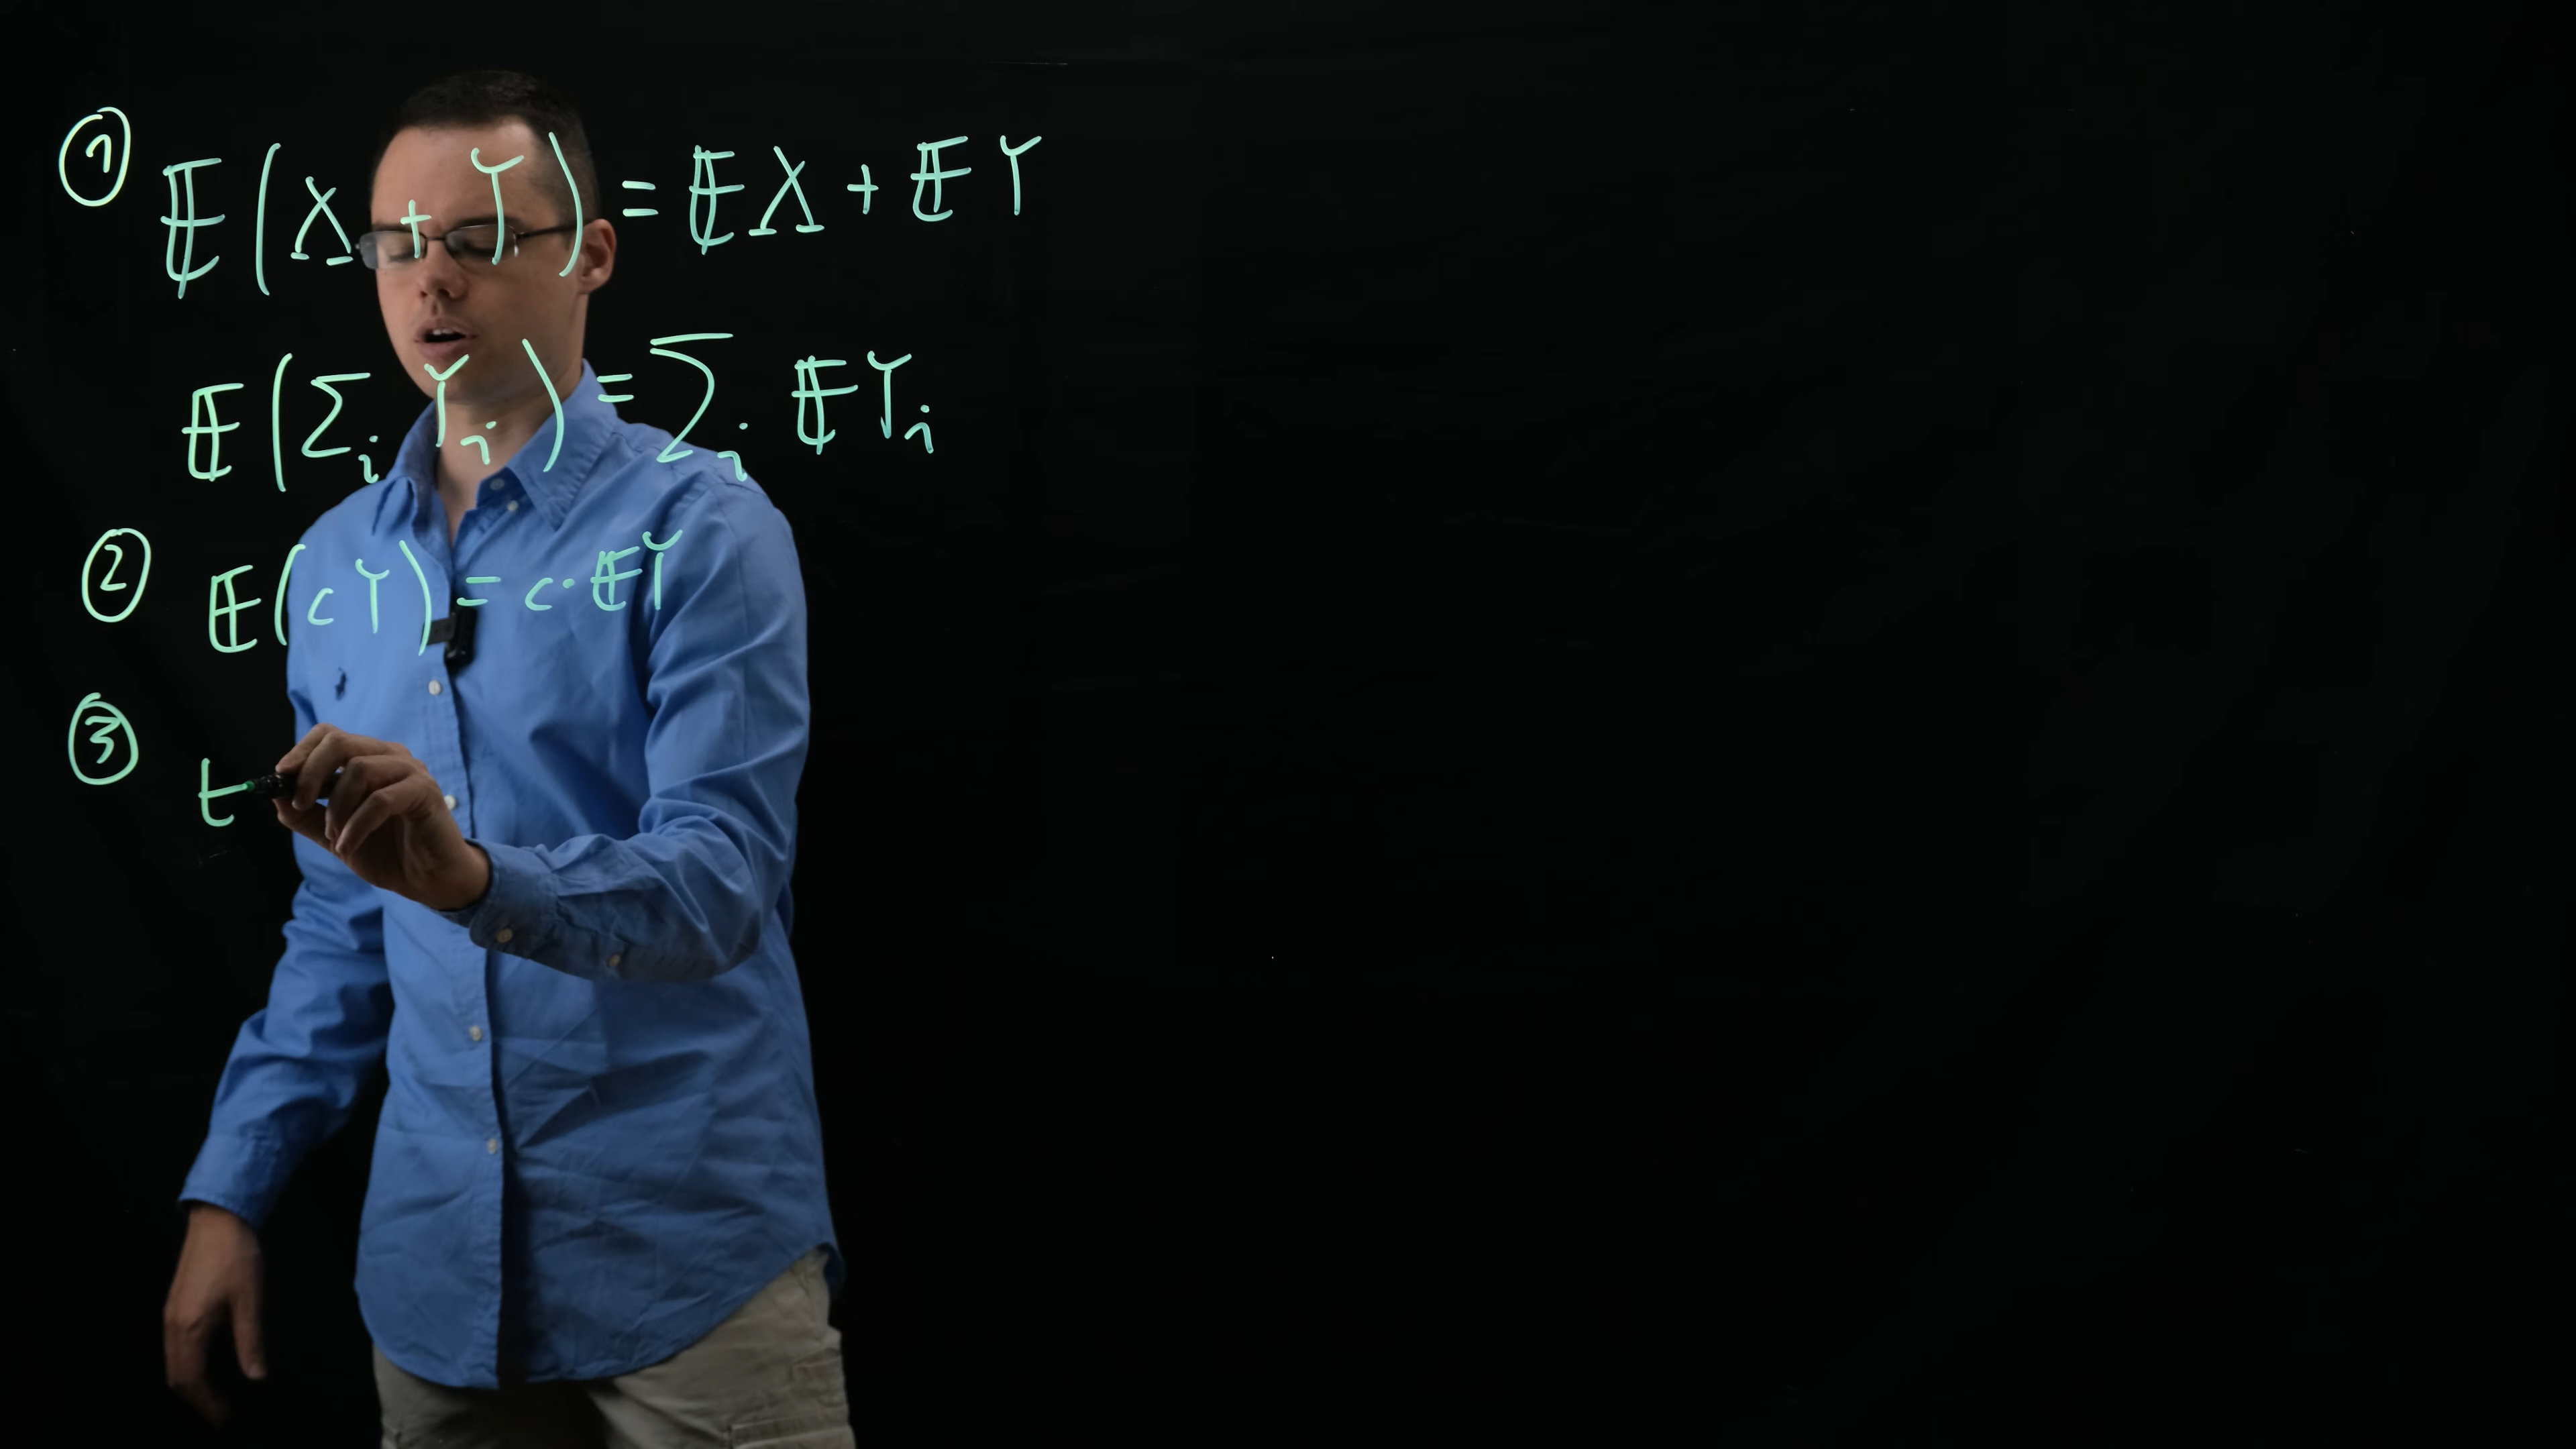 ① 𝔼(X + Y) = 𝔼X + 𝔼Y
𝔼(Σᵢ Yᵢ) = Σᵢ 𝔼Yᵢ
② 𝔼(cY) = c·𝔼Y
③